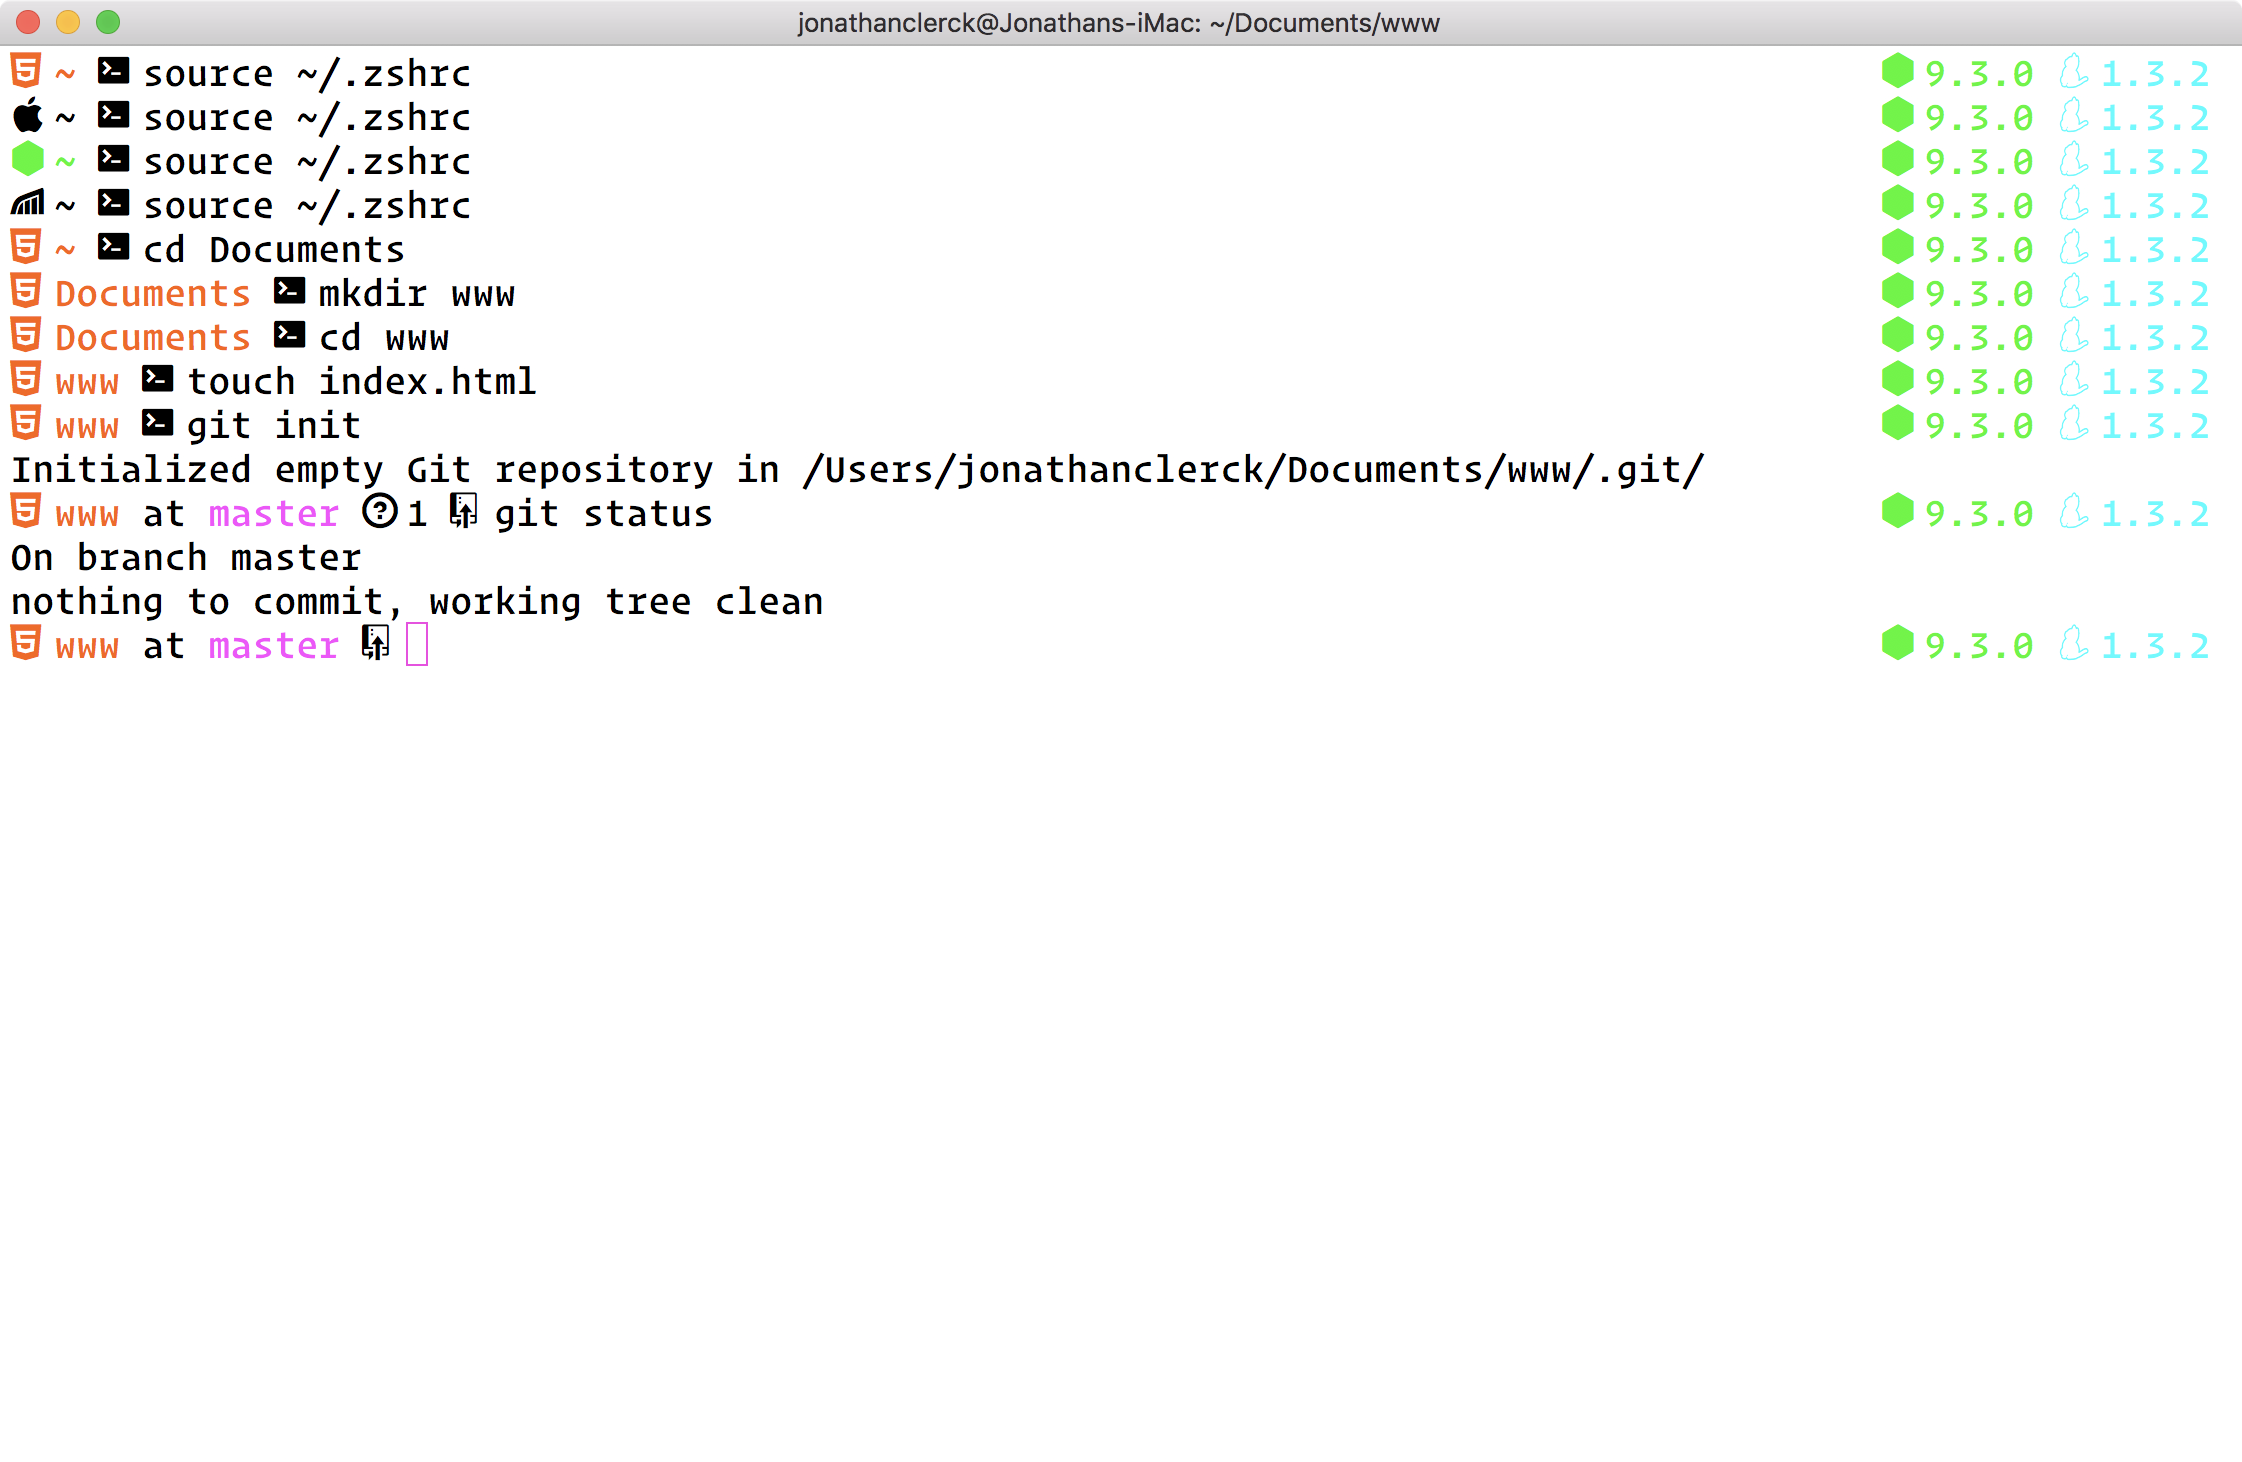 jonathanclerck@Jonathans-iMac: ~/Documents/www
~ source ~/.zshrc 9.3.0 1.3.2
~ source ~/.zshrc 9.3.0 1.3.2
~ source ~/.zshrc 9.3.0 1.3.2
~ source ~/.zshrc 9.3.0 1.3.2
~ cd Documents 9.3.0 1.3.2
Documents mkdir www 9.3.0 1.3.2
Documents cd www 9.3.0 1.3.2
www touch index.html 9.3.0 1.3.2
www git init 9.3.0 1.3.2
Initialized empty Git repository in /Users/jonathanclerck/Documents/www/.git/
www at master ? 1 git status 9.3.0 1.3.2
On branch master
nothing to commit, working tree clean
www at master 9.3.0 1.3.2